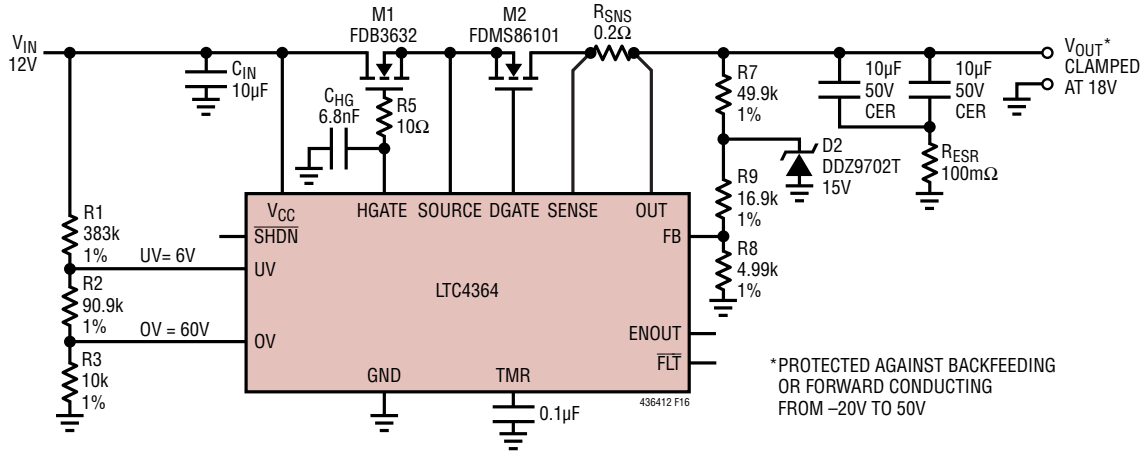 V_IN
12V
C_IN
10µF
M1
FDB3632
M2
FDMS86101
R_SNS
0.2Ω
V_OUT*
CLAMPED
AT 18V
C_HG
6.8nF
R5
10Ω
R7
49.9k
1%
10µF
50V
CER
10µF
50V
CER
D2
DDZ9702T
15V
R_ESR
100mΩ
R9
16.9k
1%
R8
4.99k
1%
R1
383k
1%
UV= 6V
R2
90.9k
1%
OV = 60V
R3
10k
1%
V_CC
HGATE
SOURCE
DGATE
SENSE
OUT
S̅H̅D̅N̅
FB
UV
LTC4364
OV
ENOUT
F̅L̅T̅
GND
TMR
0.1µF
436412 F16
*PROTECTED AGAINST BACKFEEDING
OR FORWARD CONDUCTING
FROM –20V TO 50V